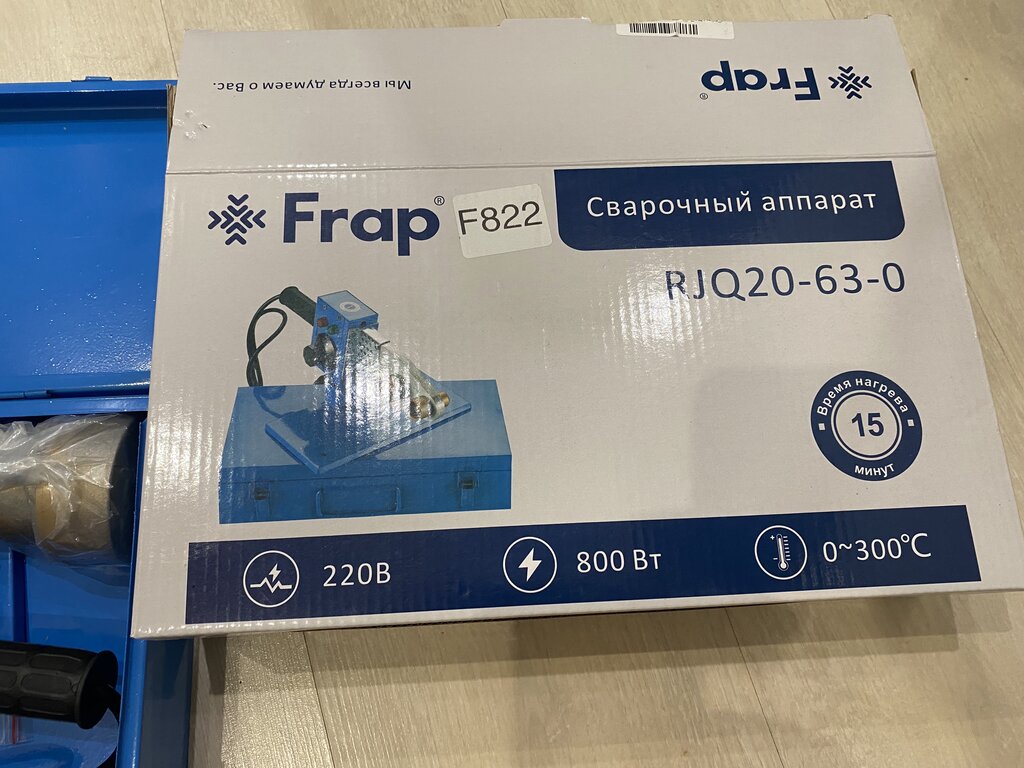 Мы всегда думаем о Вас.
Frap®
Frap®
F822
Сварочный аппарат
RJQ20-63-0
Время нагрева
15
минут
220В
800 Вт
0~300℃